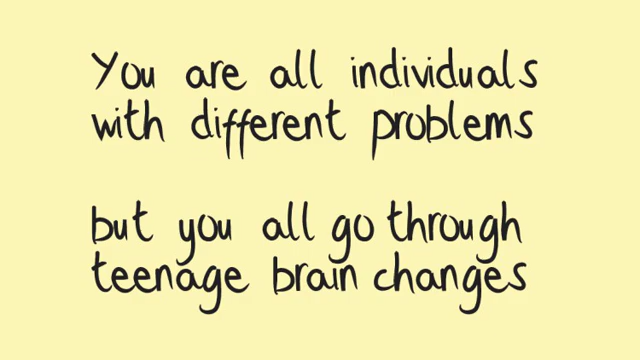 You are all individuals
with different problems
but you all go through
teenage brain changes